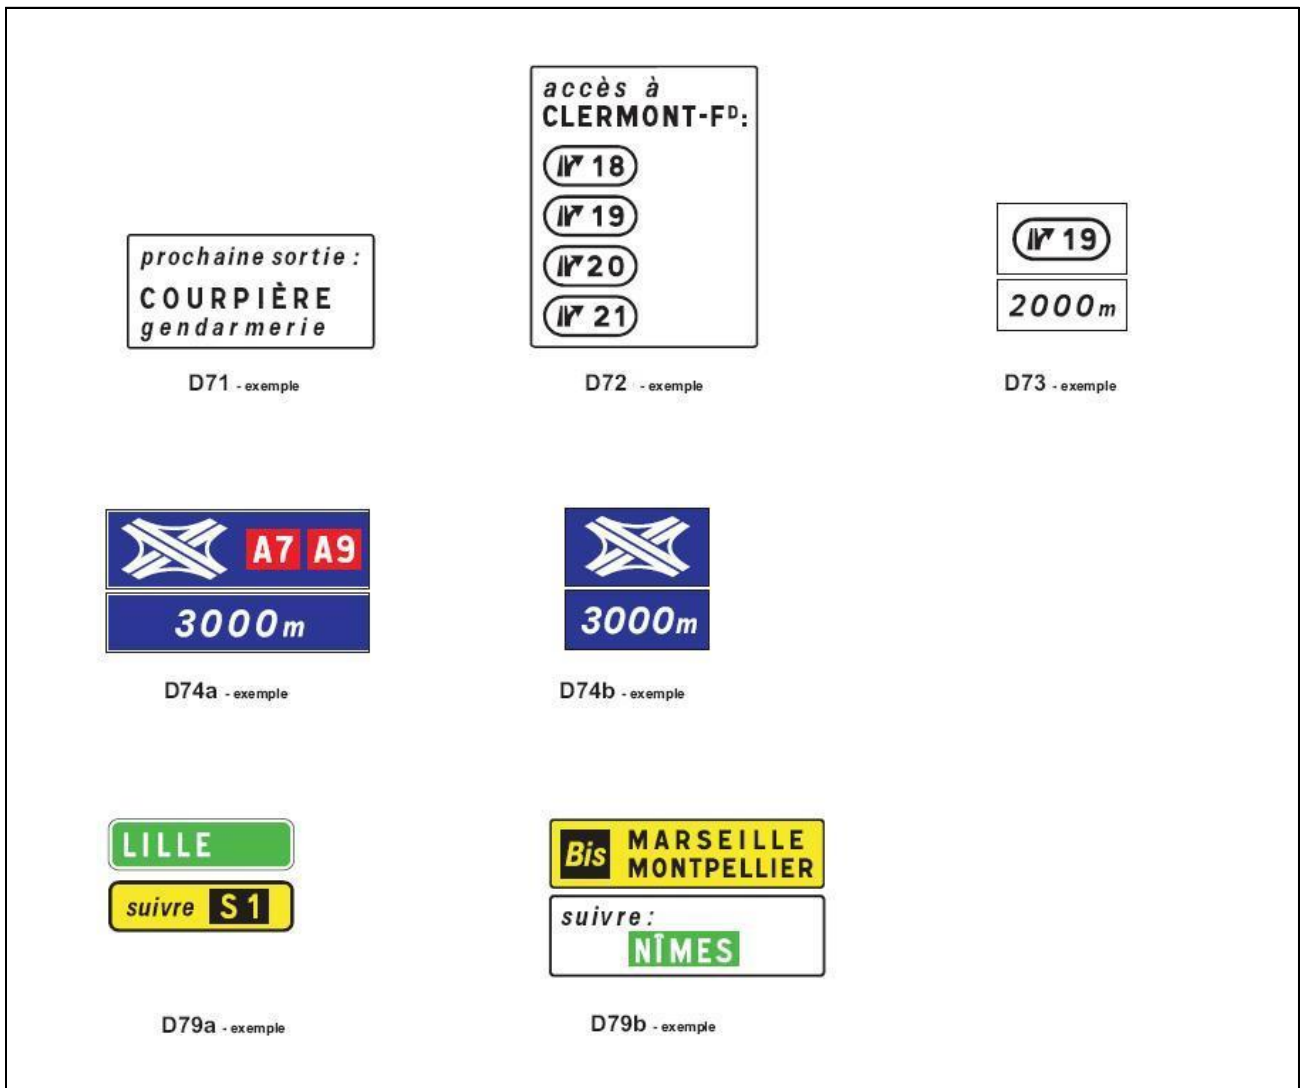 prochaine sortie :
COURPIÈRE
gendarmerie
D71 - exemple
accès à
CLERMONT-Fᴰ:
18
19
20
21
D72 - exemple
19
2000m
D73 - exemple
A7 A9
3000m
D74a - exemple
3000m
D74b - exemple
LILLE
suivre S1
D79a - exemple
Bis MARSEILLE
MONTPELLIER
suivre :
NÎMES
D79b - exemple